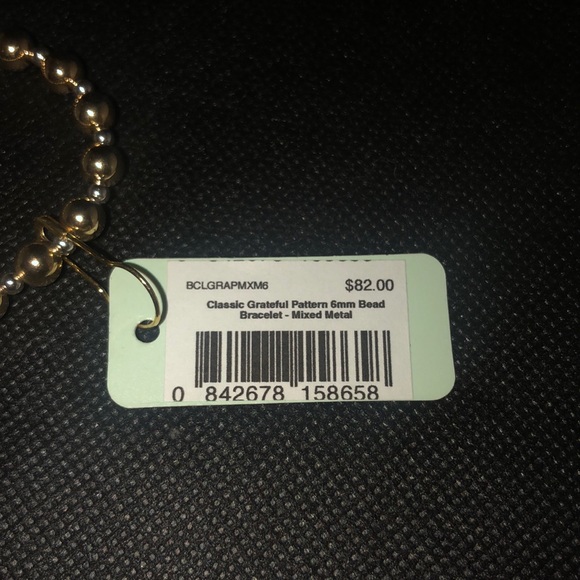 BCLGRAPMXM6 $82.00
Classic Grateful Pattern 6mm Bead
Bracelet - Mixed Metal
0 842678 158658